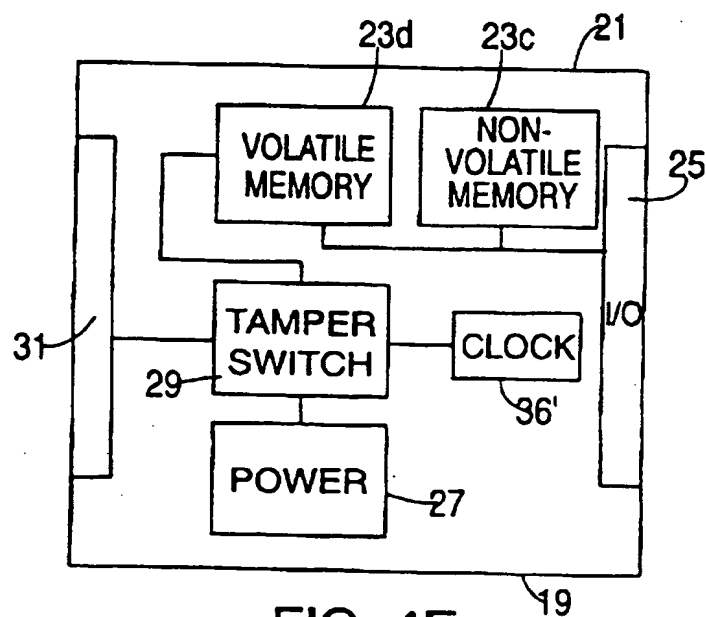 23d
23c
21
VOLATILE
MEMORY
NON-
VOLATILE
MEMORY
25
I/O
31
TAMPER
SWITCH
29
CLOCK
36'
POWER
27
19